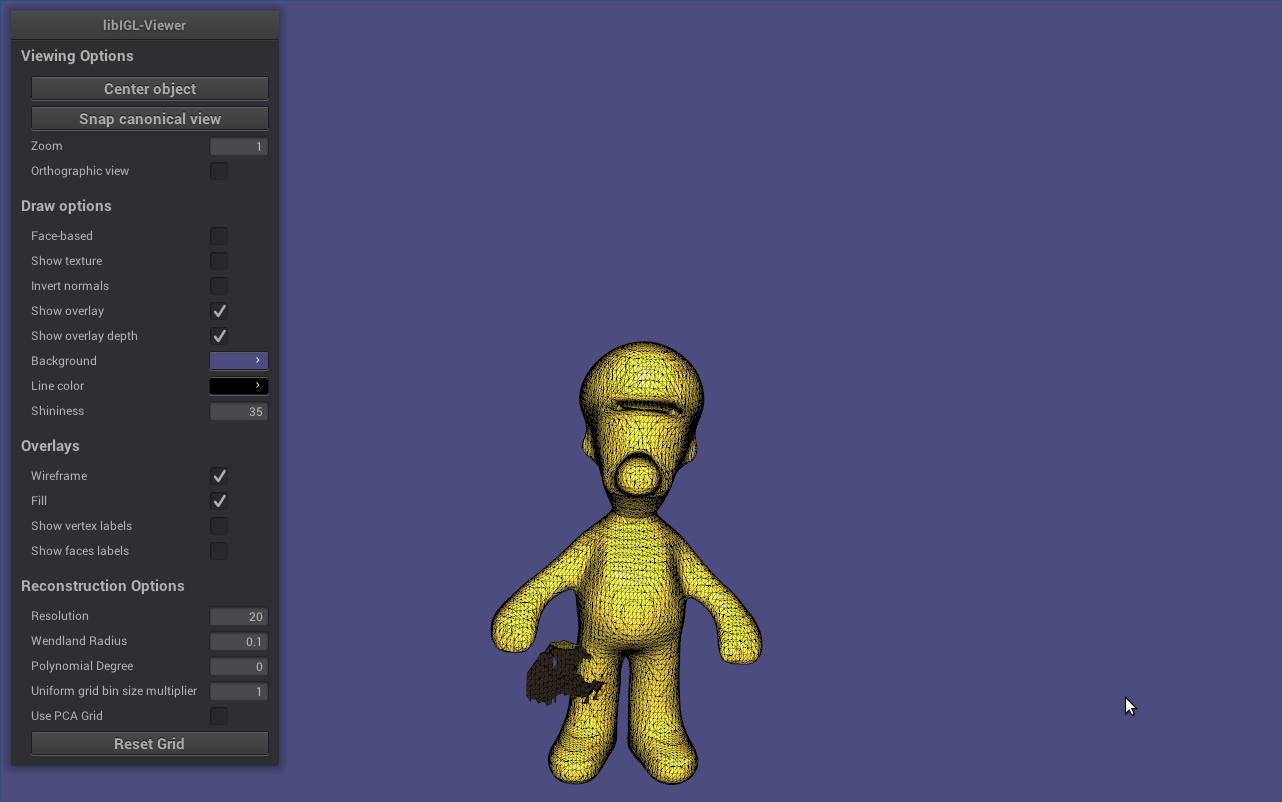 libIGL-Viewer
Viewing Options
Center object
Snap canonical view
Zoom 1
Orthographic view
Draw options
Face-based
Show texture
Invert normals
Show overlay
Show overlay depth
Background
Line color
Shininess 35
Overlays
Wireframe
Fill
Show vertex labels
Show faces labels
Reconstruction Options
Resolution 20
Wendland Radius 0.1
Polynomial Degree 0
Uniform grid bin size multiplier 1
Use PCA Grid
Reset Grid